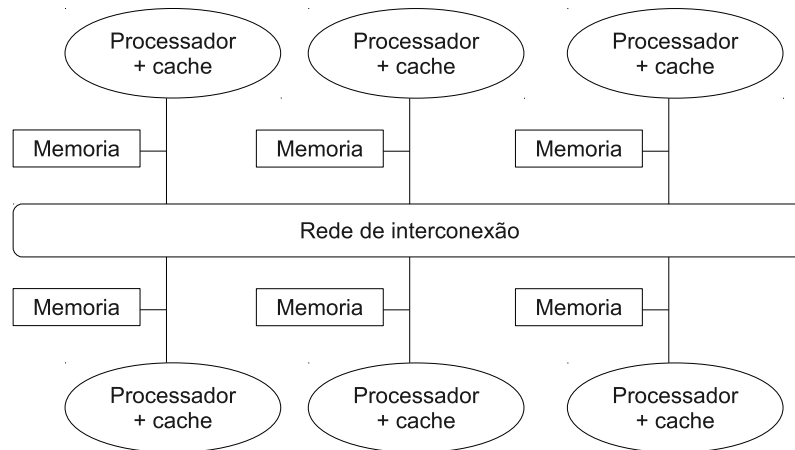 Processador
+ cache
Processador
+ cache
Processador
+ cache
Memoria
Memoria
Memoria
Rede de interconexão
Memoria
Memoria
Memoria
Processador
+ cache
Processador
+ cache
Processador
+ cache